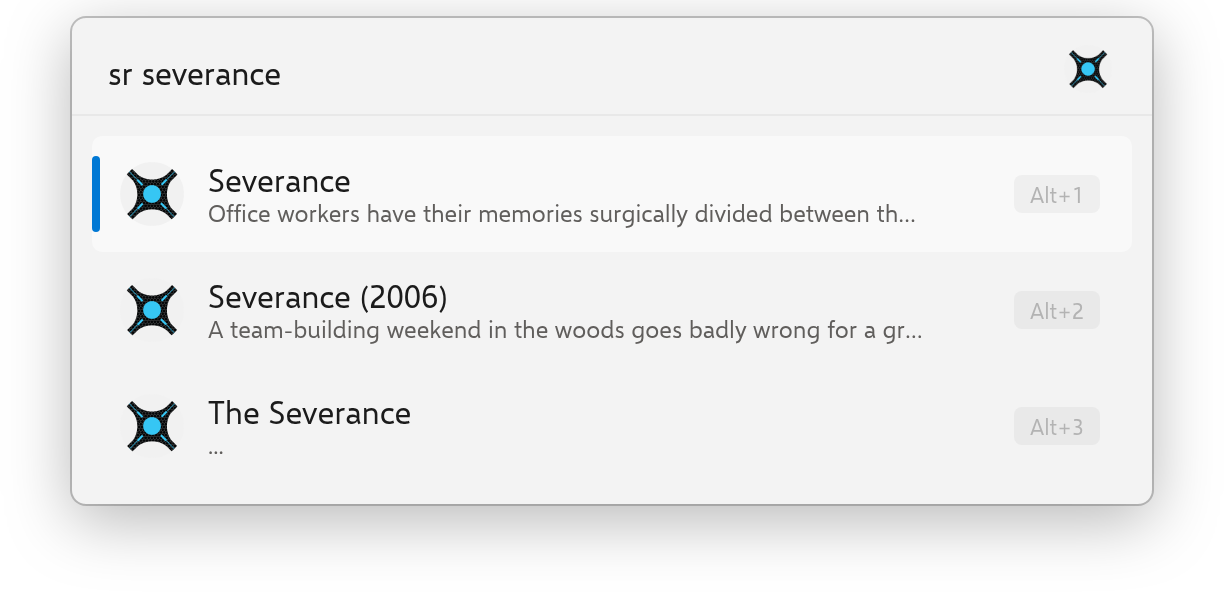 sr severance
Severance
Office workers have their memories surgically divided between th...
Alt+1
Severance (2006)
A team-building weekend in the woods goes badly wrong for a gr...
Alt+2
The Severance
...
Alt+3